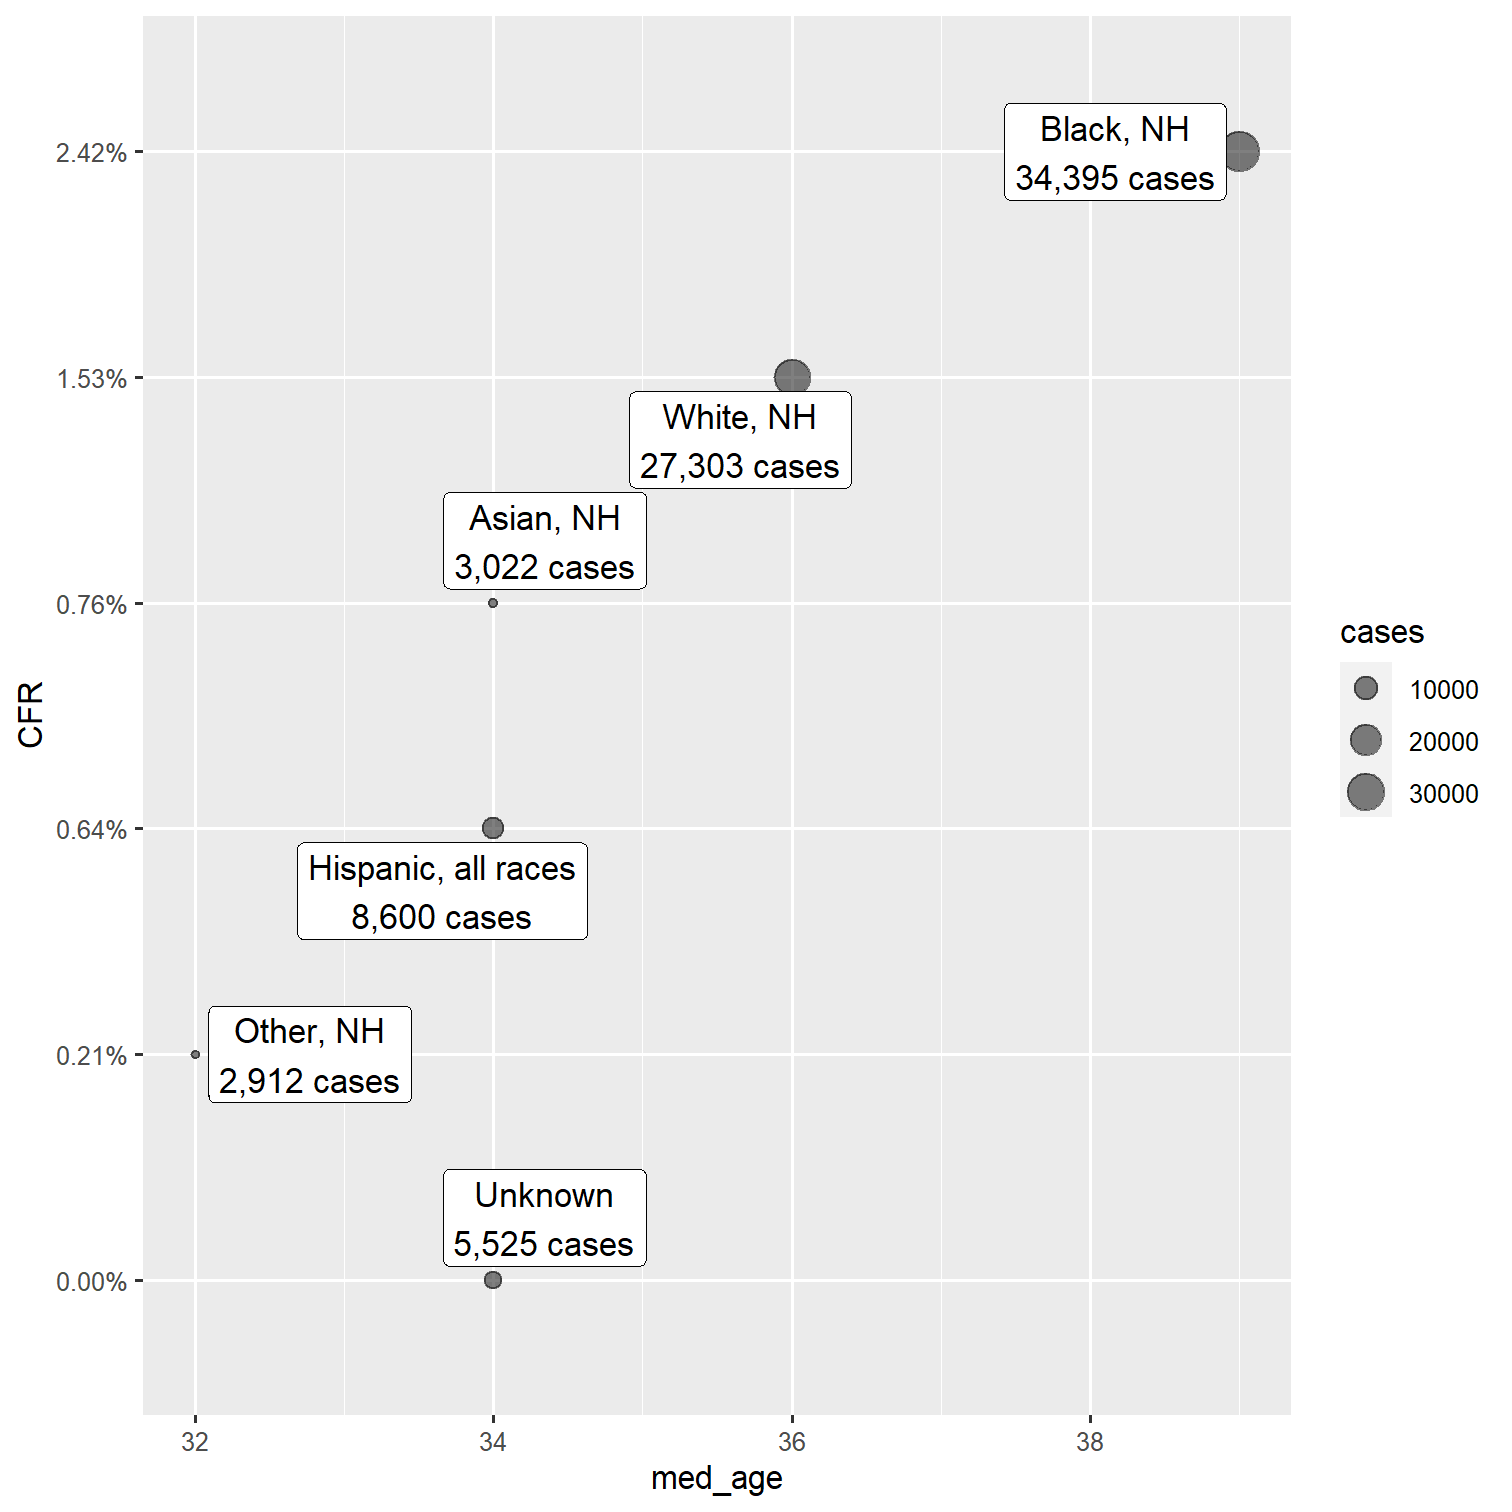 2.42%
1.53%
0.76%
0.64%
0.21%
0.00%
CFR
Black, NH
34,395 cases
White, NH
27,303 cases
Asian, NH
3,022 cases
Hispanic, all races
8,600 cases
Other, NH
2,912 cases
Unknown
5,525 cases
32
34
36
38
med_age
cases
10000
20000
30000